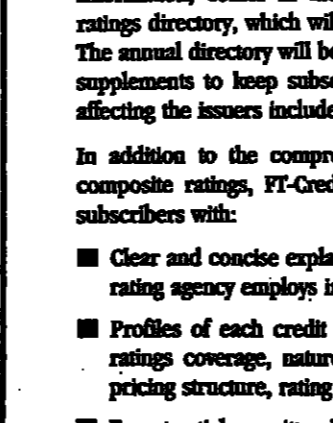 ratings directory, which wil
The annual directory will be
supplements to keep subsc
affecting the issuers include
In addition to the compre
composite ratings, FT-Cred
subscribers with:
■ Clear and concise expla
rating agency employs i
■ Profiles of each credit
ratings coverage, nature
pricing structure, rating